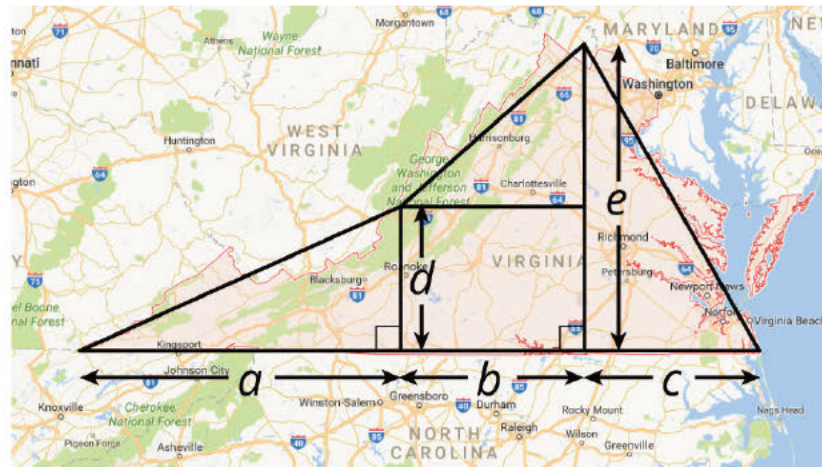 Morgantown
MARYLAND
NE
Athens
Wayne
National Forest
nnati
Baltimore
Washington
DELAWA
WEST
VIRGINIA
Huntington
Harrisonburg
George
Washington
and Jefferson
National Forest
Charlottesville
e
ngton
Richmond
d
VIRGINIA
Roanoke
Blacksburg
Petersburg
Newport News
Y
el Boone
nal Forest
Norfolk
Virginia Beach
Kingsport
Johnson City
a
b
c
Winston-Salem
Greensboro
Durham
Rocky Mount
Nags Head
Knoxville
Cherokee
National Forest
Raleigh
Wilson
Pigeon Forge
Asheville
NORTH
CAROLINA
Greenville